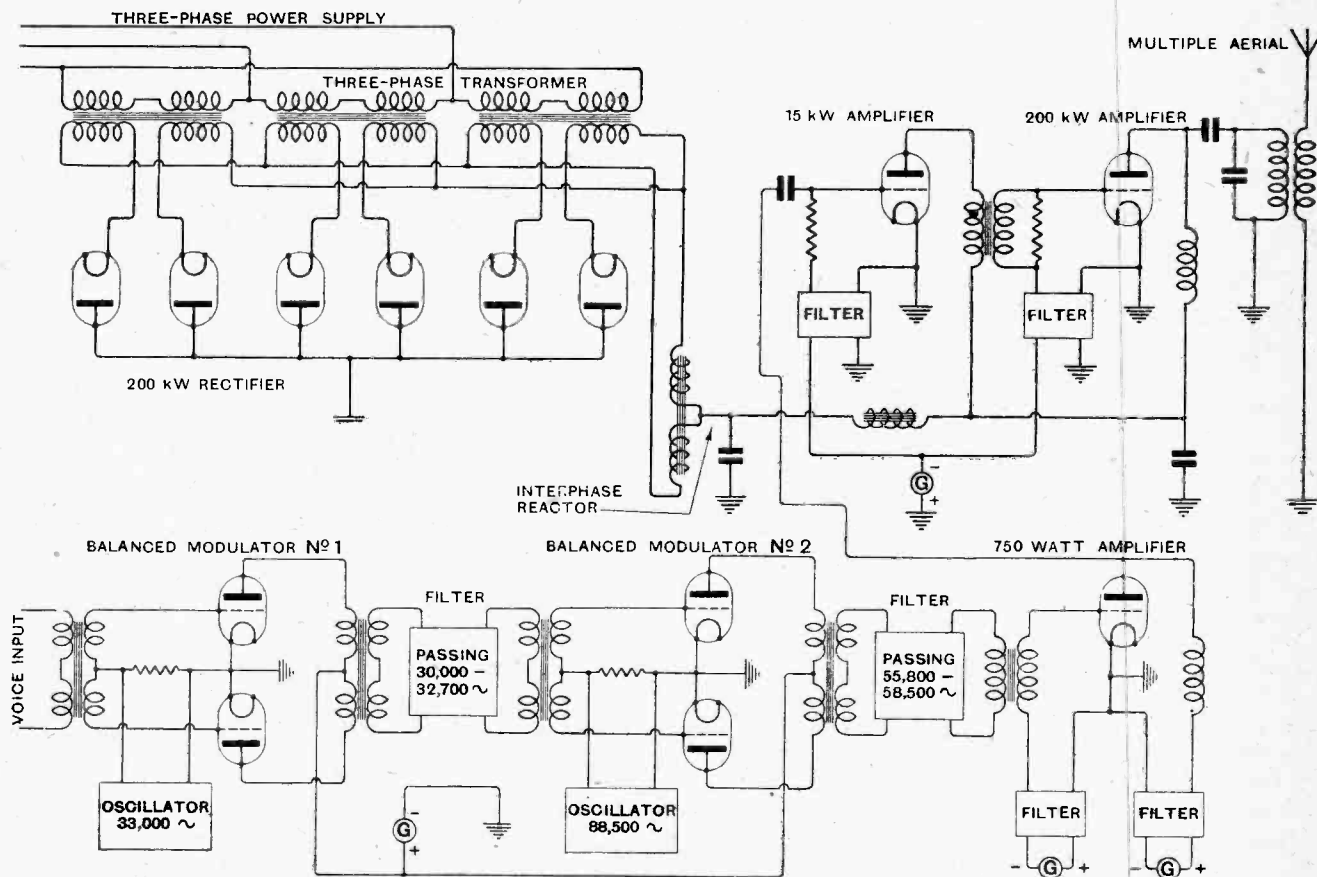 THREE-PHASE POWER SUPPLY
MULTIPLE AERIAL
THREE-PHASE TRANSFORMER
15 kW AMPLIFIER
200 kW AMPLIFIER
FILTER
FILTER
200 kW RECTIFIER
INTERPHASE
REACTOR
-
G
+
BALANCED MODULATOR Nº 1
BALANCED MODULATOR Nº 2
750 WATT AMPLIFIER
VOICE INPUT
FILTER
PASSING
30,000 –
32,700 ~
FILTER
PASSING
55,800 –
58,500 ~
OSCILLATOR
33,000 ~
-
G
+
OSCILLATOR
88,500 ~
FILTER
FILTER
- G +
- G +